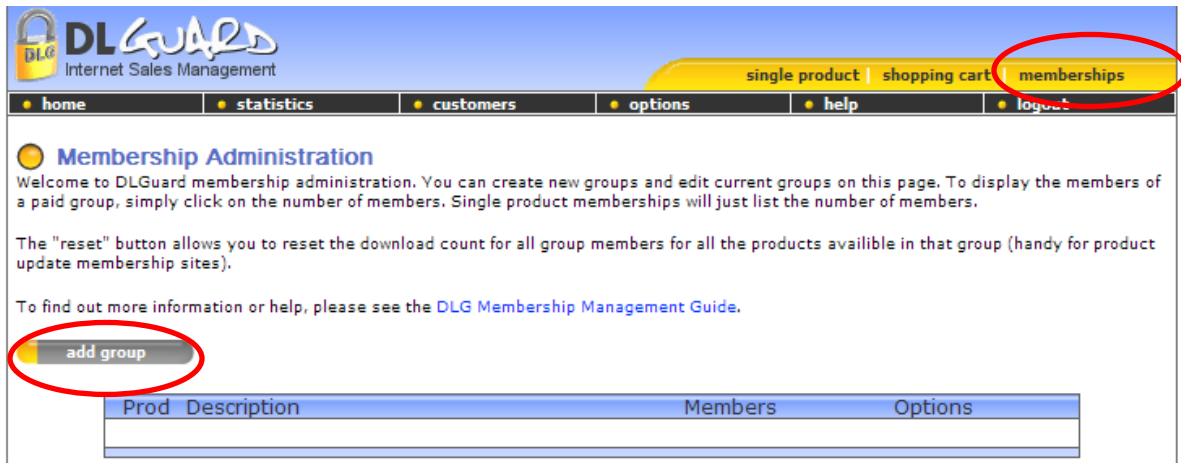 DLG
DLGUARD
Internet Sales Management
single product | shopping cart | memberships
home statistics customers options help logout
Membership Administration
Welcome to DLGuard membership administration. You can create new groups and edit current groups on this page. To display the members of
a paid group, simply click on the number of members. Single product memberships will just list the number of members.
The "reset" button allows you to reset the download count for all group members for all the products availible in that group (handy for product
update membership sites).
To find out more information or help, please see the DLG Membership Management Guide.
add group
Prod Description Members Options